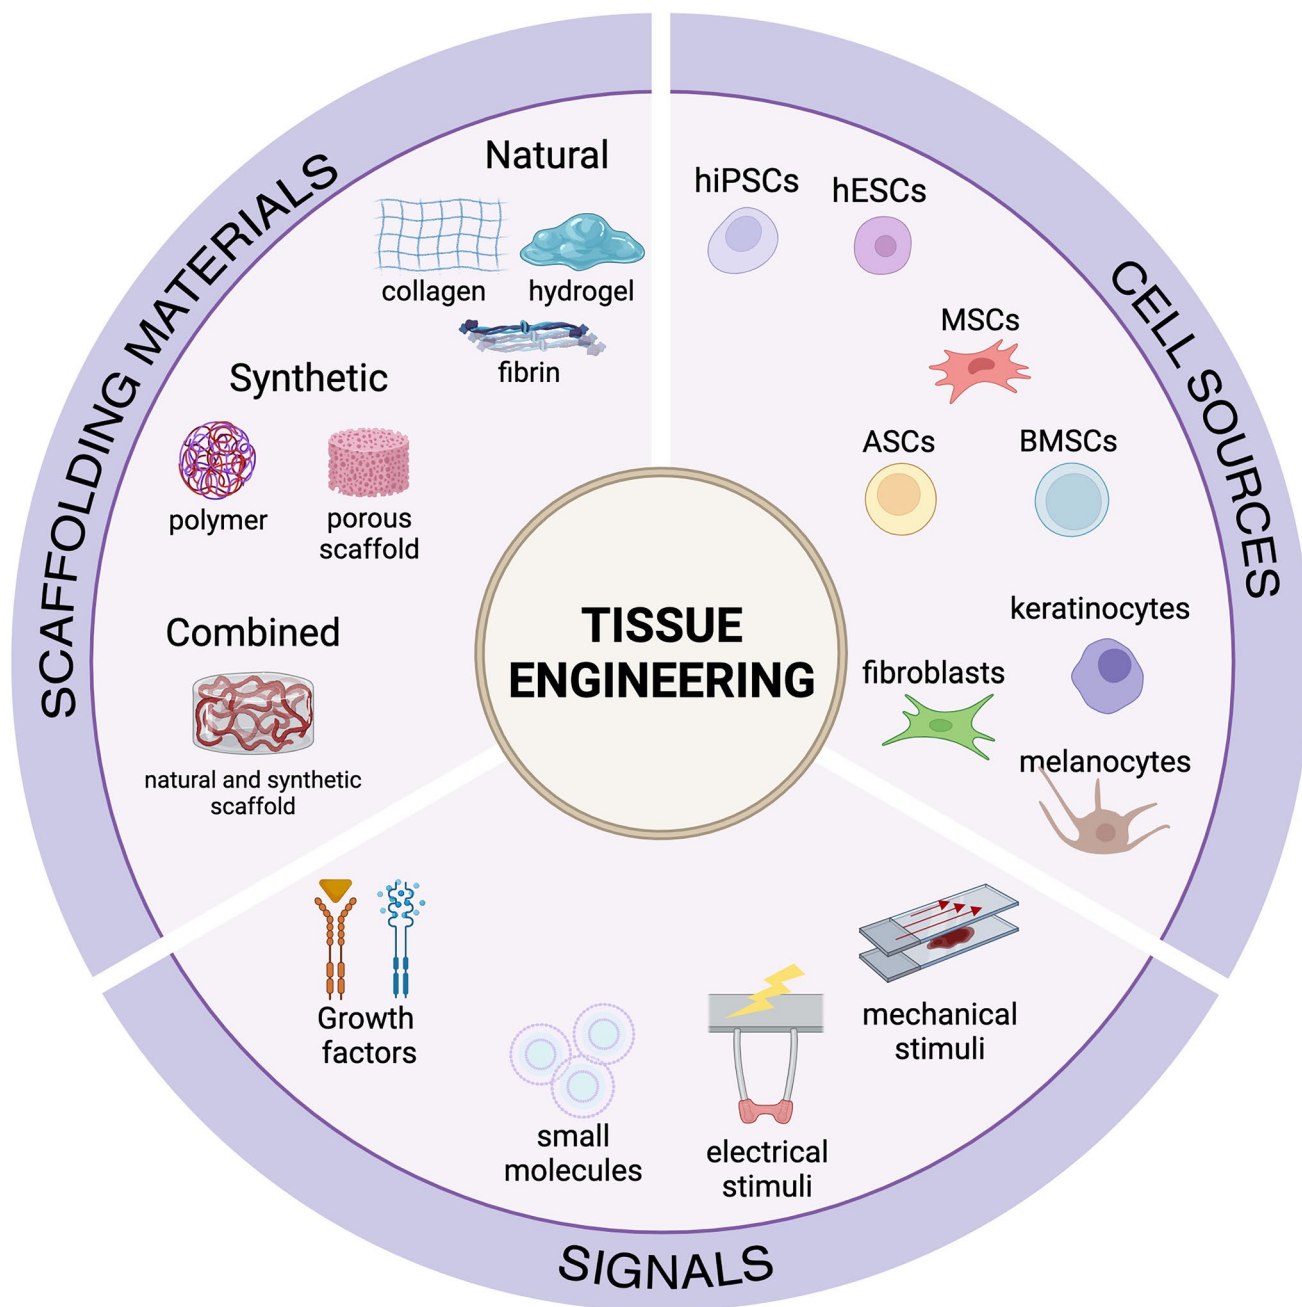 SCAFFOLDING MATERIALS
Natural
collagen
hydrogel
fibrin
Synthetic
polymer
porous
scaffold
Combined
natural and synthetic
scaffold
CELL SOURCES
hiPSCs
hESCs
MSCs
ASCs
BMSCs
keratinocytes
fibroblasts
melanocytes
TISSUE
ENGINEERING
Growth
factors
small
molecules
electrical
stimuli
mechanical
stimuli
SIGNALS